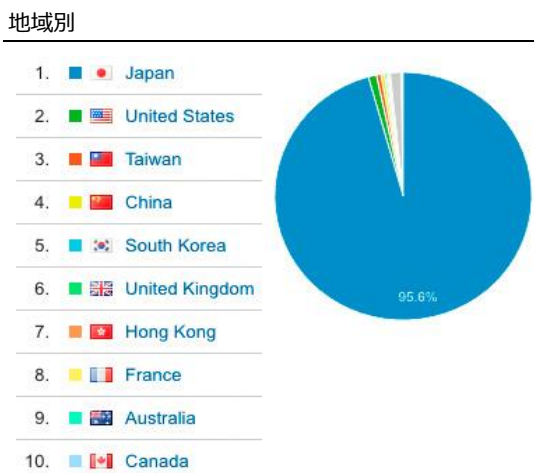 地域別
1. Japan
2. United States
3. Taiwan
4. China
5. South Korea
6. United Kingdom
7. Hong Kong
8. France
9. Australia
10. Canada
95.6%